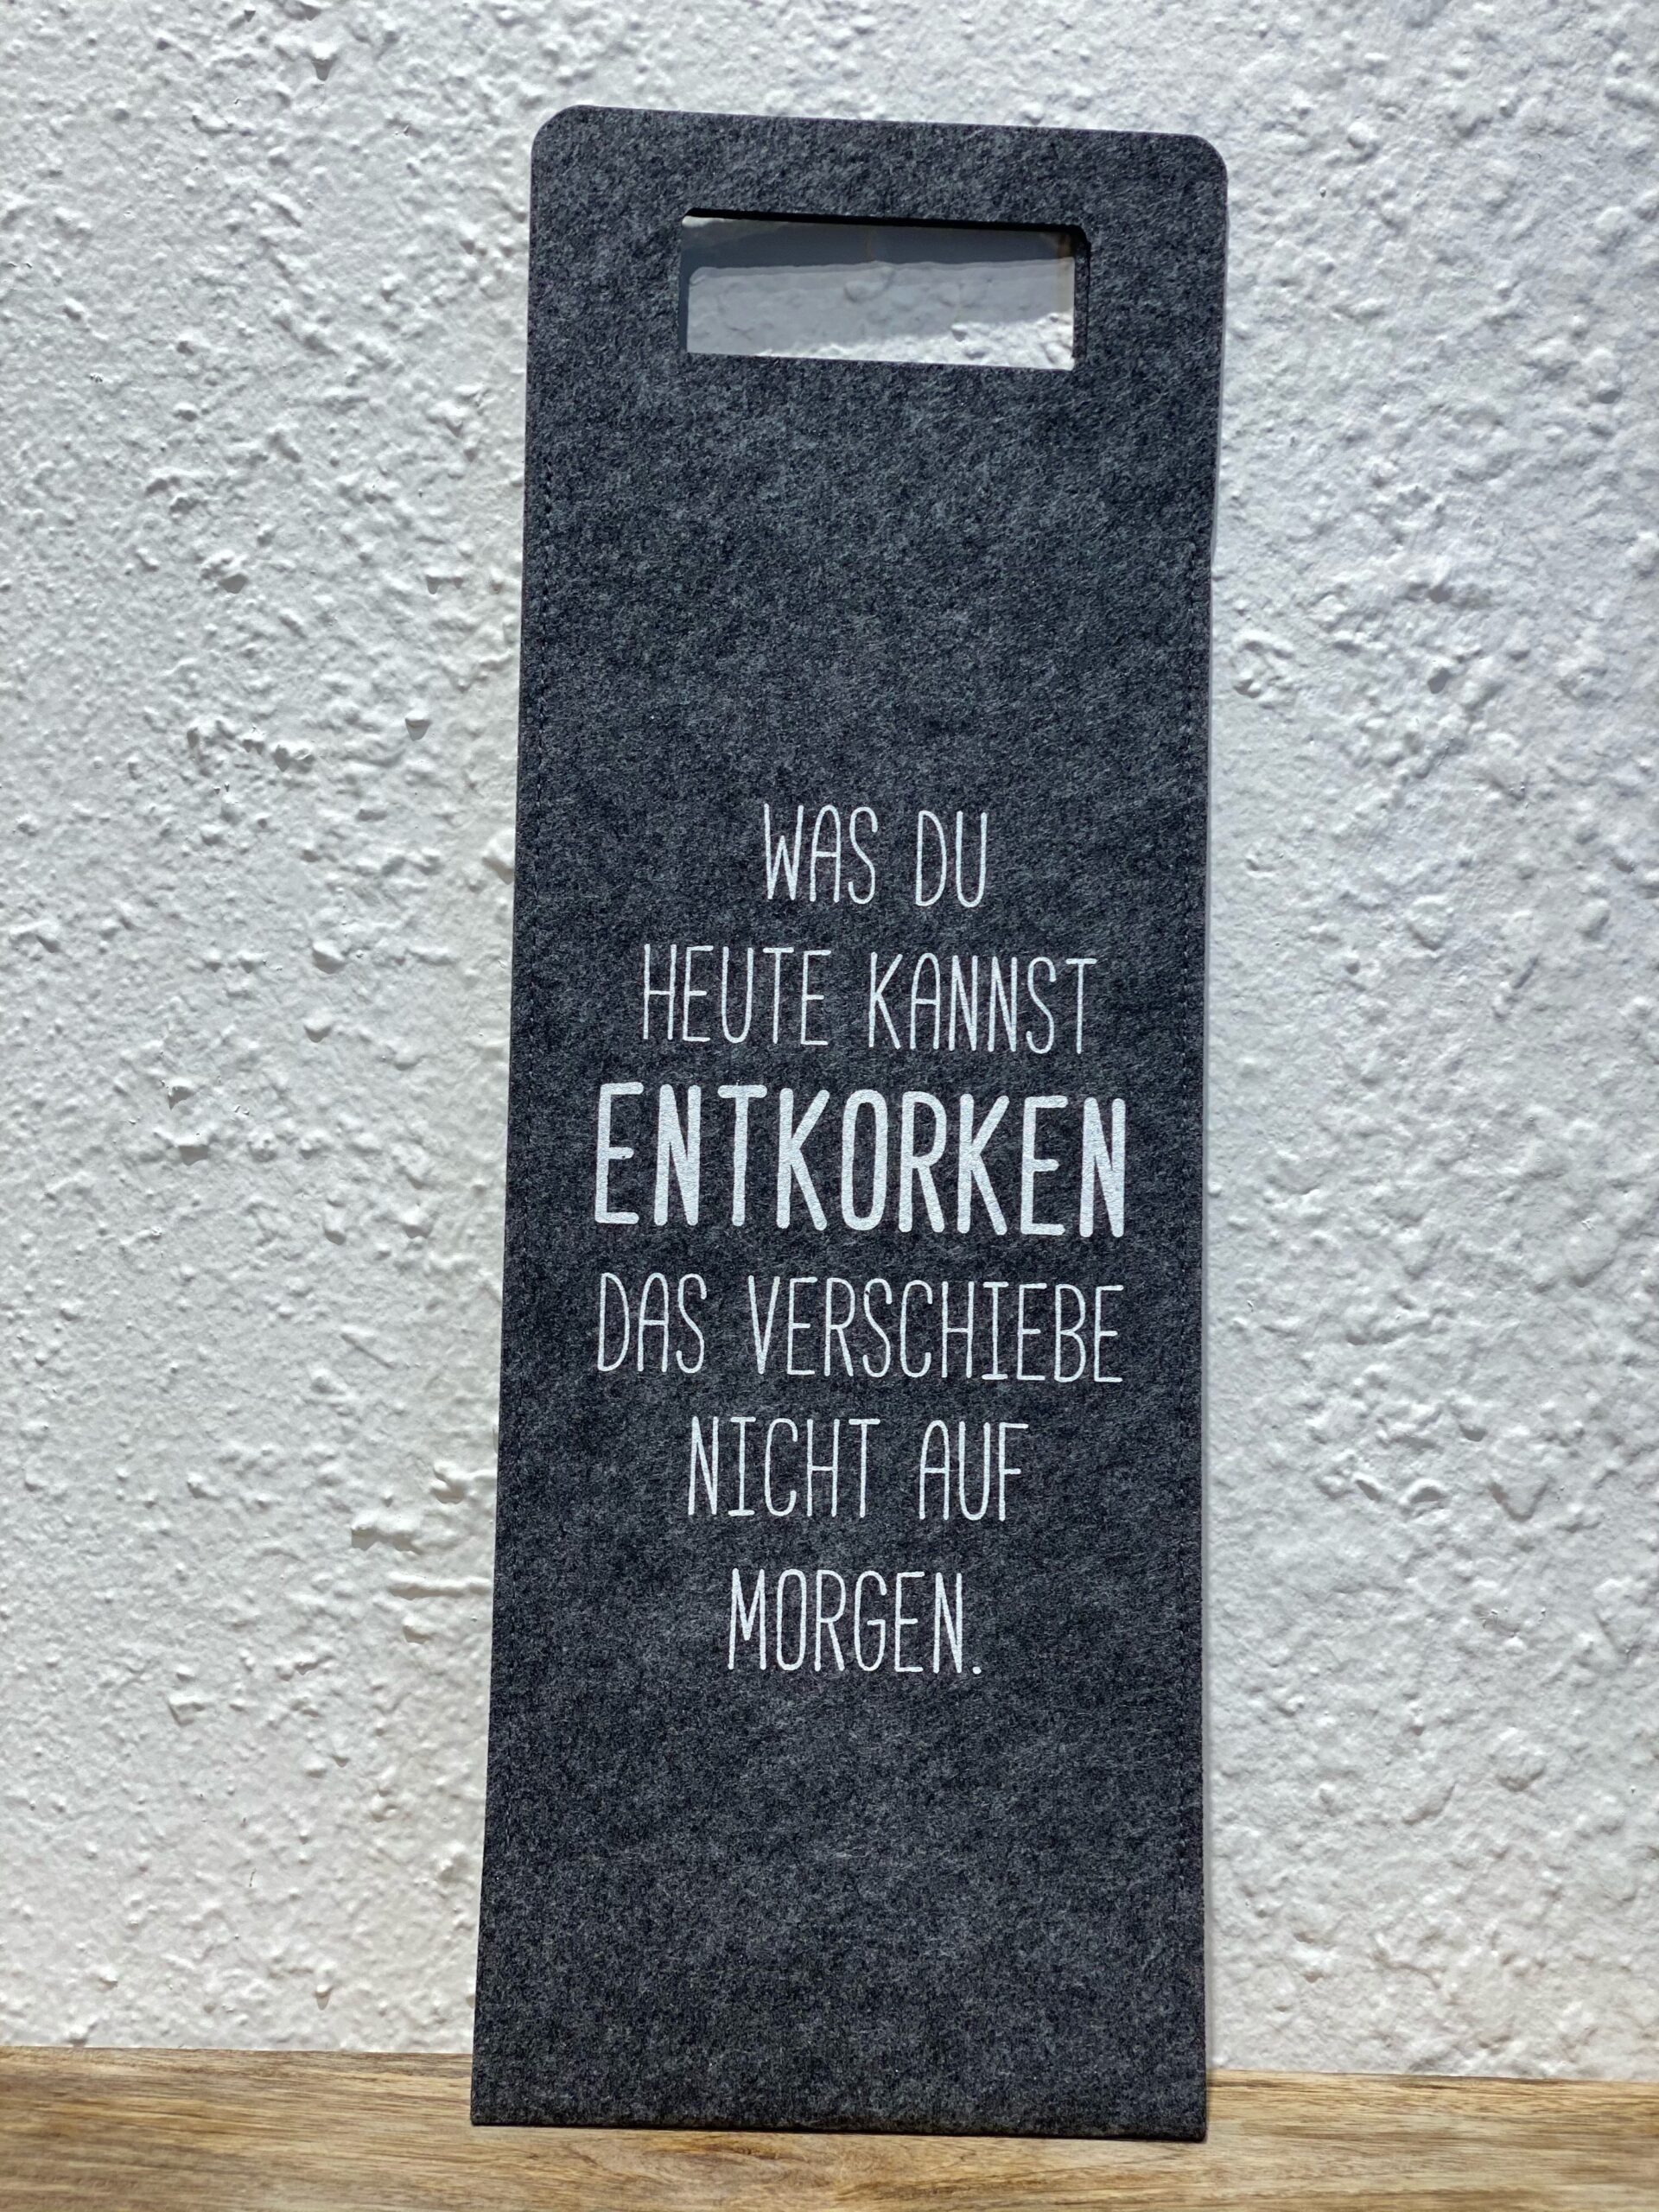 WAS DU
HEUTE KANNST
ENTKORKEN
DAS VERSCHIEBE
NICHT AUF
MORGEN.